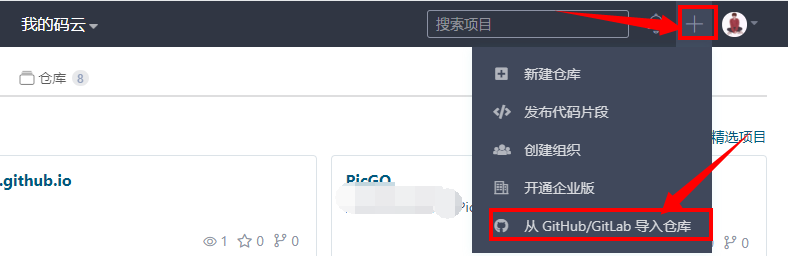 我的码云
搜索项目
仓库 8
新建仓库
发布代码片段
创建组织
开通企业版
从 GitHub/GitLab 导入仓库
精选项目
.github.io
PicGO
1 0 0
0